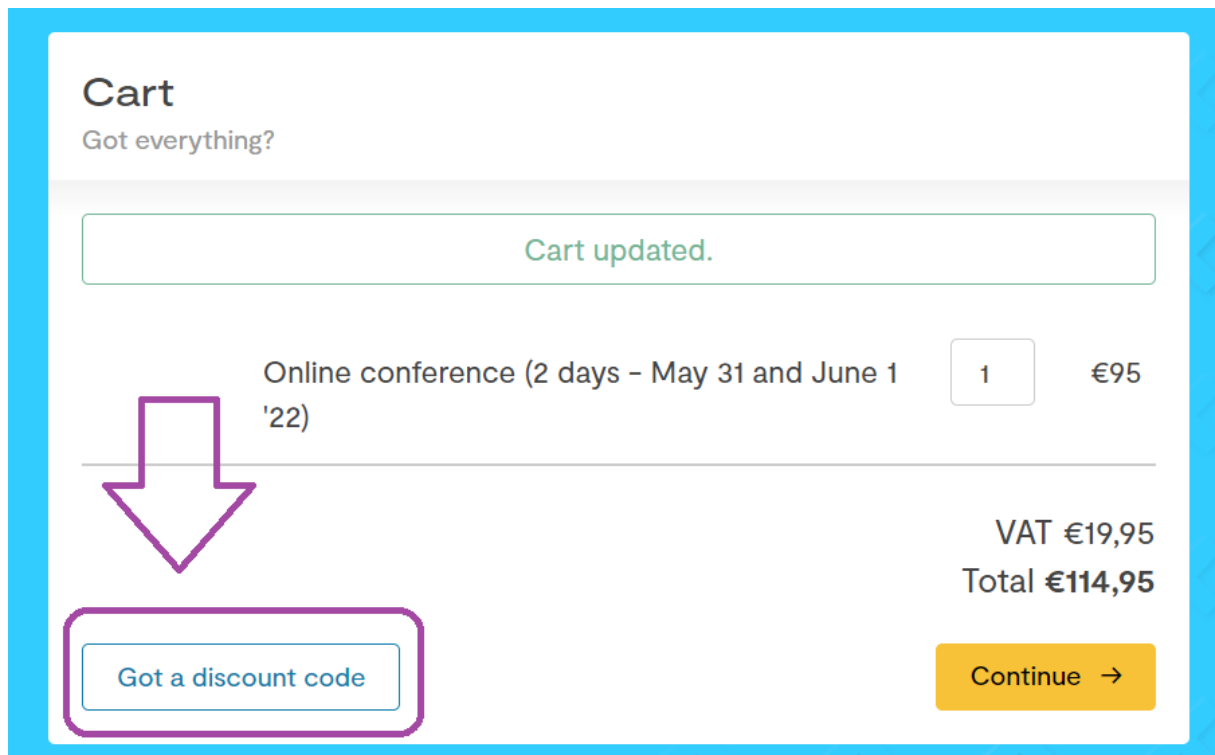 Cart
Got everything?
Cart updated.
Online conference (2 days - May 31 and June 1
'22)
1
€95
VAT €19,95
Total €114,95
Got a discount code
Continue →